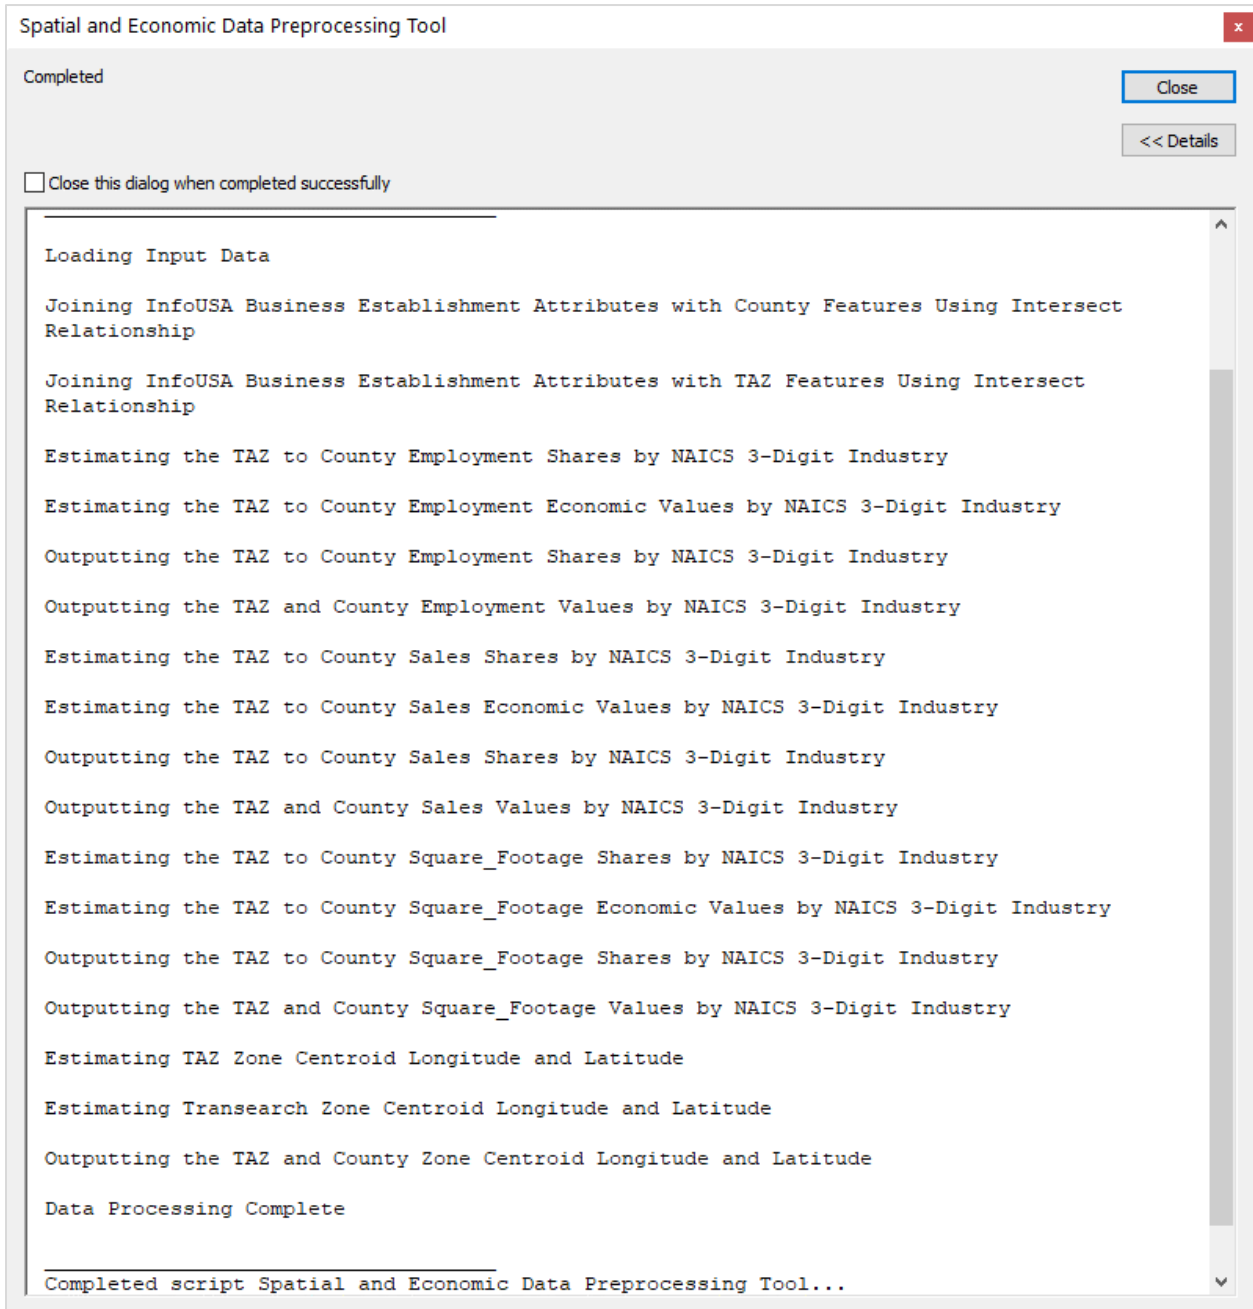 Spatial and Economic Data Preprocessing Tool
x
Completed
Close
<< Details
Close this dialog when completed successfully
Loading Input Data
Joining InfoUSA Business Establishment Attributes with County Features Using Intersect
Relationship
Joining InfoUSA Business Establishment Attributes with TAZ Features Using Intersect
Relationship
Estimating the TAZ to County Employment Shares by NAICS 3-Digit Industry
Estimating the TAZ to County Employment Economic Values by NAICS 3-Digit Industry
Outputting the TAZ to County Employment Shares by NAICS 3-Digit Industry
Outputting the TAZ and County Employment Values by NAICS 3-Digit Industry
Estimating the TAZ to County Sales Shares by NAICS 3-Digit Industry
Estimating the TAZ to County Sales Economic Values by NAICS 3-Digit Industry
Outputting the TAZ to County Sales Shares by NAICS 3-Digit Industry
Outputting the TAZ and County Sales Values by NAICS 3-Digit Industry
Estimating the TAZ to County Square_Footage Shares by NAICS 3-Digit Industry
Estimating the TAZ to County Square_Footage Economic Values by NAICS 3-Digit Industry
Outputting the TAZ to County Square_Footage Shares by NAICS 3-Digit Industry
Outputting the TAZ and County Square_Footage Values by NAICS 3-Digit Industry
Estimating TAZ Zone Centroid Longitude and Latitude
Estimating Transearch Zone Centroid Longitude and Latitude
Outputting the TAZ and County Zone Centroid Longitude and Latitude
Data Processing Complete
Completed script Spatial and Economic Data Preprocessing Tool...